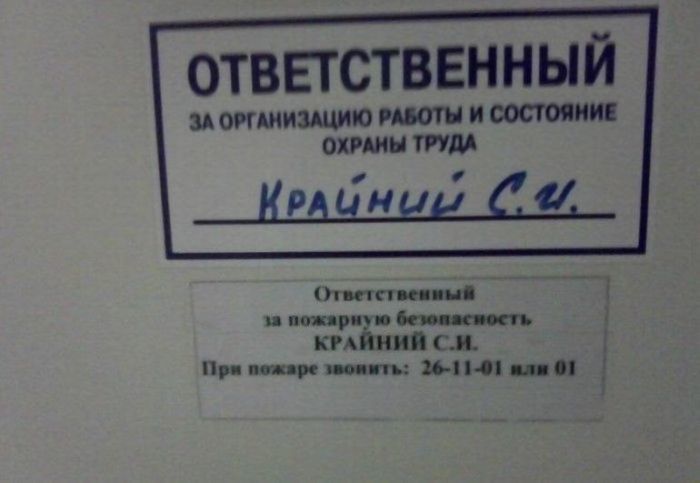 ОТВЕТСТВЕННЫЙ
ЗА ОРГАНИЗАЦИЮ РАБОТЫ И СОСТОЯНИЕ
ОХРАНЫ ТРУДА
КРАЙНИЙ С.И.
Ответственный
за пожарную безопасность
КРАЙНИЙ С.И.
При пожаре звонить: 26-11-01 или 01